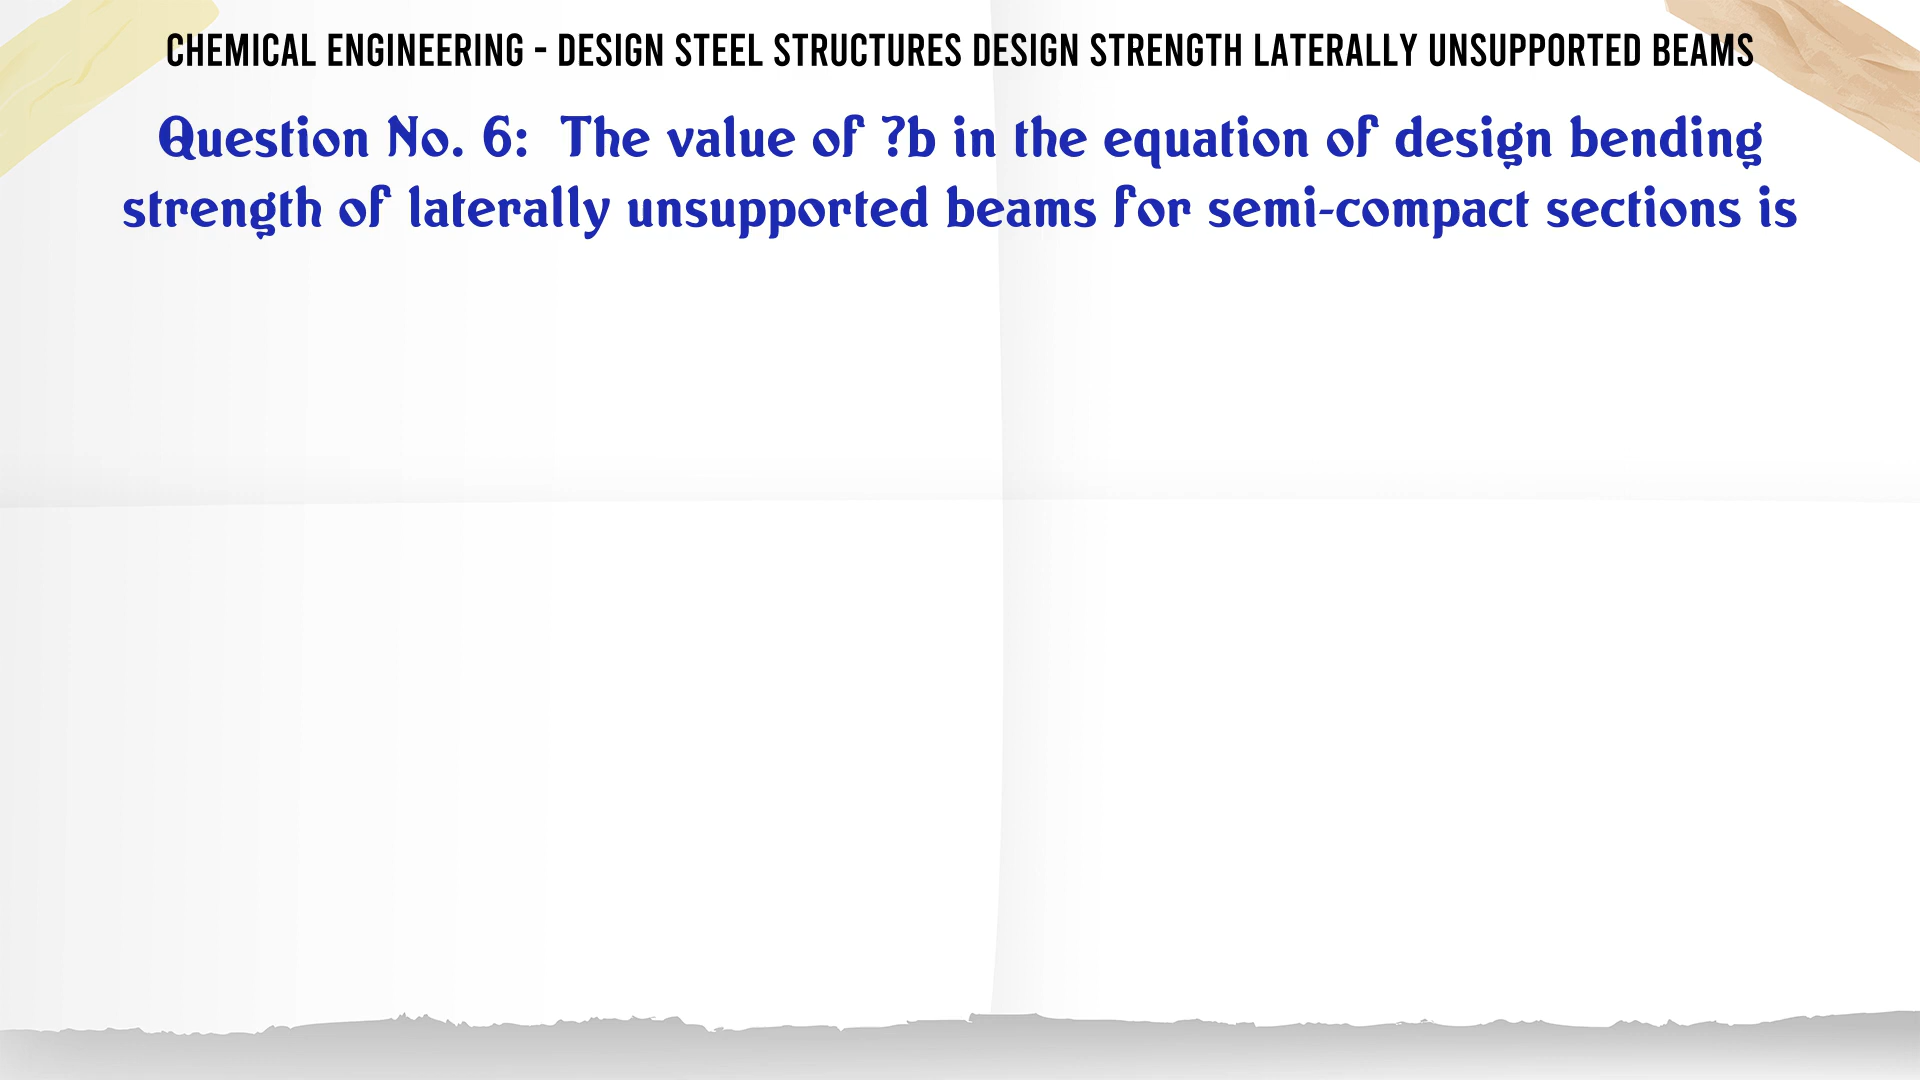 CHEMICAL ENGINEERING - DESIGN STEEL STRUCTURES DESIGN STRENGTH LATERALLY UNSUPPORTED BEAMS
Question No. 6: The value of ?b in the equation of design bending
strength of laterally unsupported beams for semi-compact sections is